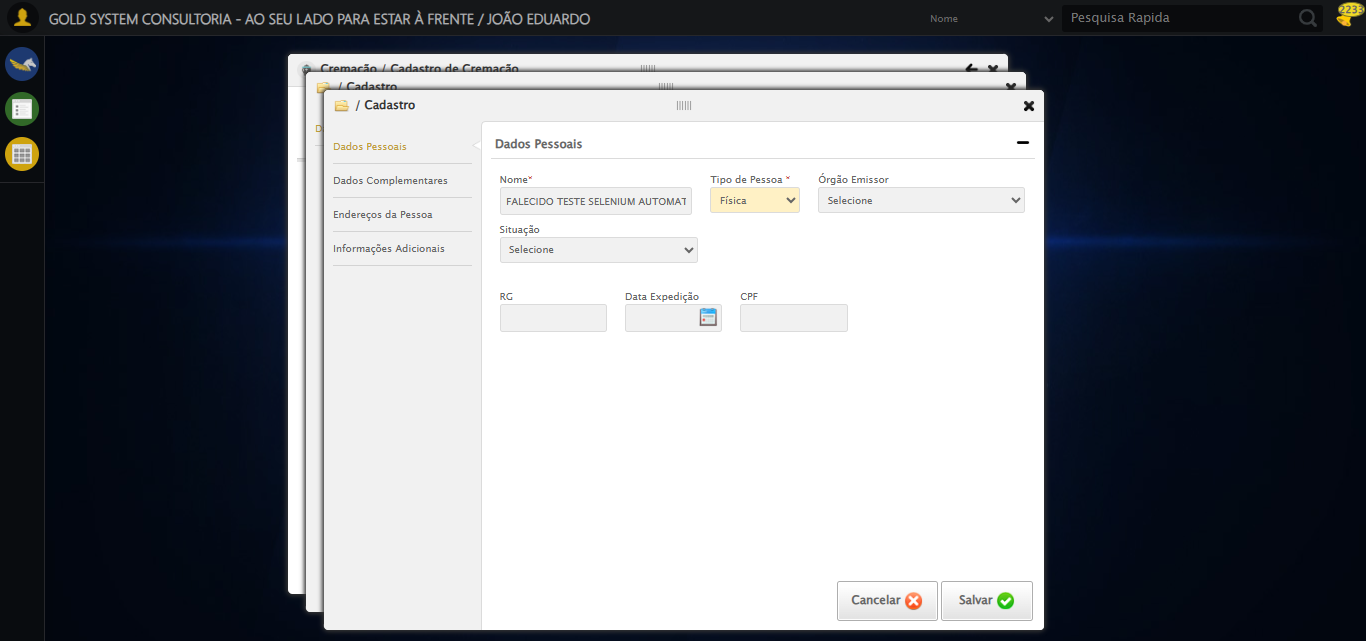 GOLD SYSTEM CONSULTORIA - AO SEU LADO PARA ESTAR À FRENTE / JOÃO EDUARDO
Nome
Pesquisa Rapida
2233
Cremação / Cadastro de Cremação
/ Cadastro
/ Cadastro
D
Dados Pessoais
Dados Complementares
Endereços da Pessoa
Informações Adicionais
Dados Pessoais
Nome*
Tipo de Pessoa *
Órgão Emissor
FALECIDO TESTE SELENIUM AUTOMAT
Física
Selecione
Situação
Selecione
RG
Data Expedição
CPF
Cancelar
Salvar